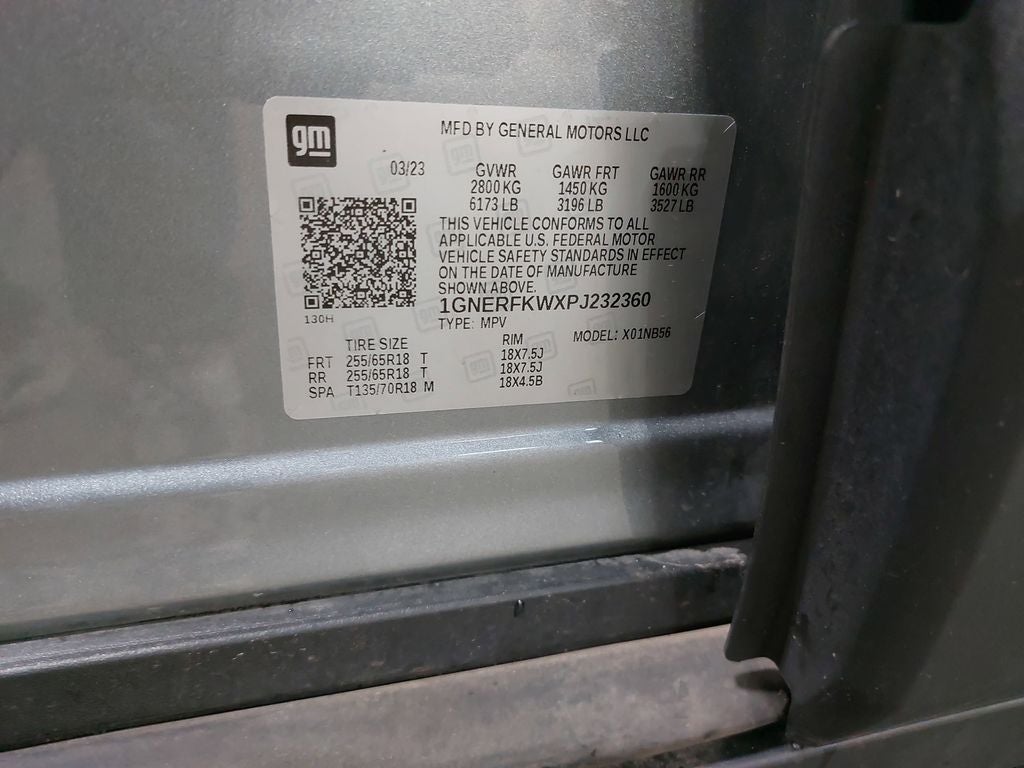 gm
MFD BY GENERAL MOTORS LLC
03/23 GVWR GAWR FRT GAWR RR
2800 KG 1450 KG 1600 KG
6173 LB 3196 LB 3527 LB
THIS VEHICLE CONFORMS TO ALL
APPLICABLE U.S. FEDERAL MOTOR
VEHICLE SAFETY STANDARDS IN EFFECT
ON THE DATE OF MANUFACTURE
SHOWN ABOVE.
1GNERFKWXPJ232360
130H
TYPE: MPV MODEL: X01NB56
TIRE SIZE RIM
FRT 255/65R18 T 18X7.5J
RR 255/65R18 T 18X7.5J
SPA T135/70R18 M 18X4.5B